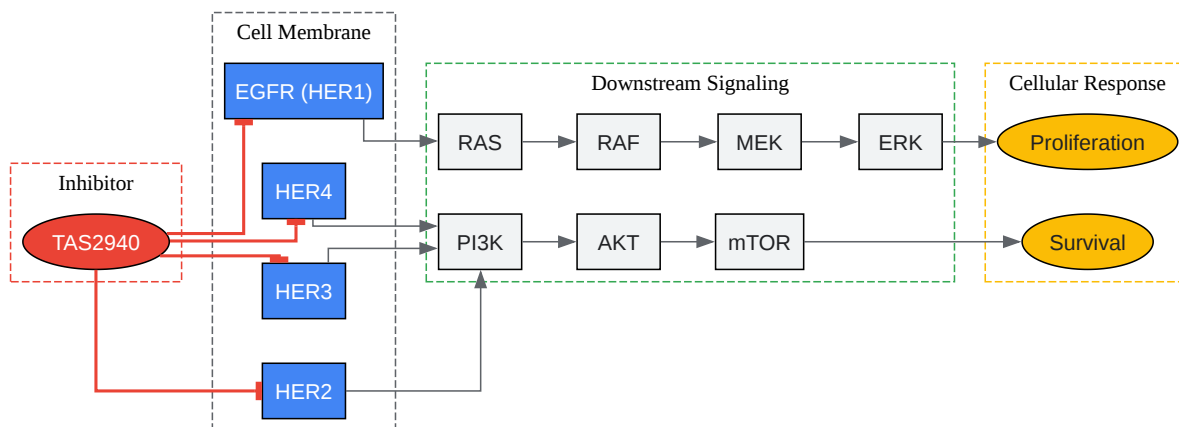 Cell Membrane
EGFR (HER1)
HER4
HER3
HER2
Inhibitor
TAS2940
Downstream Signaling
RAS
RAF
MEK
ERK
PI3K
AKT
mTOR
Cellular Response
Proliferation
Survival